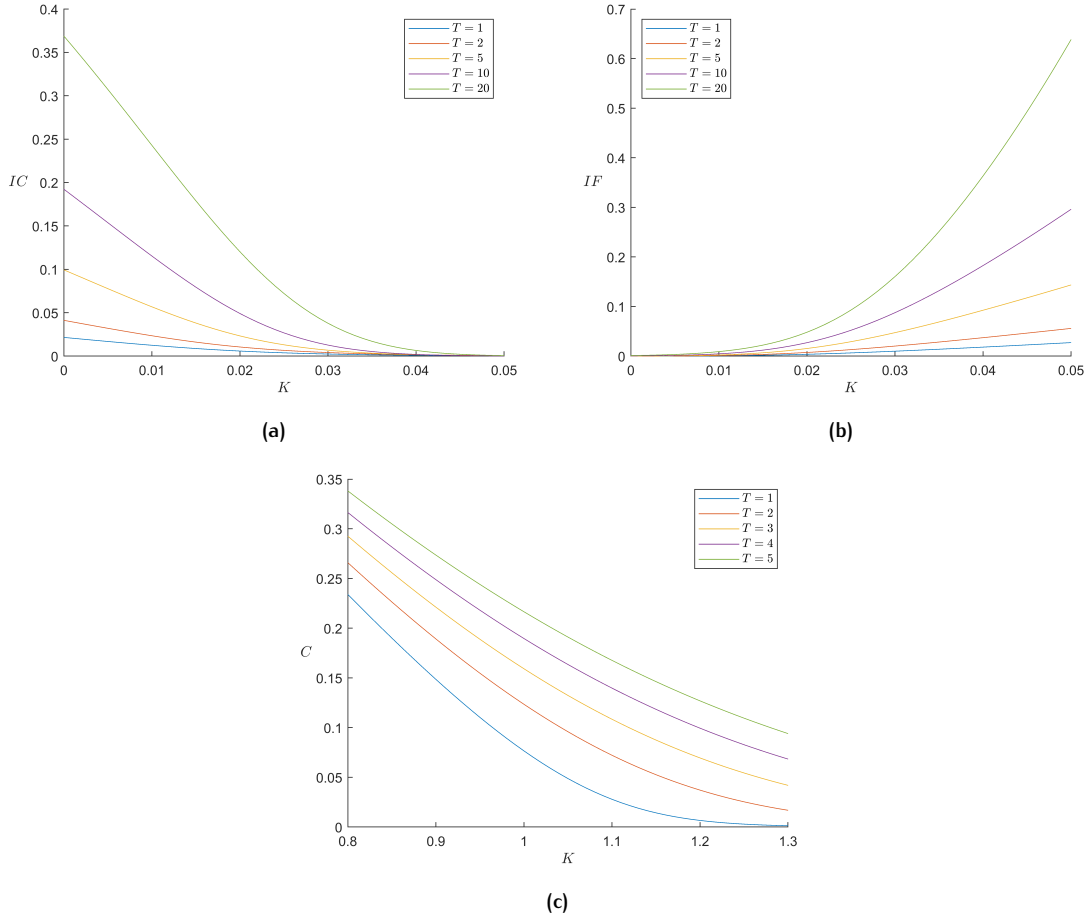 0.4
0.35
0.3
0.25
0.2
0.15
0.1
0.05
0
IC
0 0.01 0.02 0.03 0.04 0.05
K
T = 1
T = 2
T = 5
T = 10
T = 20
(a)
0.7
0.6
0.5
0.4
0.3
0.2
0.1
0
IF
0 0.01 0.02 0.03 0.04 0.05
K
T = 1
T = 2
T = 5
T = 10
T = 20
(b)
0.35
0.3
0.25
0.2
0.15
0.1
0.05
0
C
0.8 0.9 1 1.1 1.2 1.3
K
T = 1
T = 2
T = 3
T = 4
T = 5
(c)